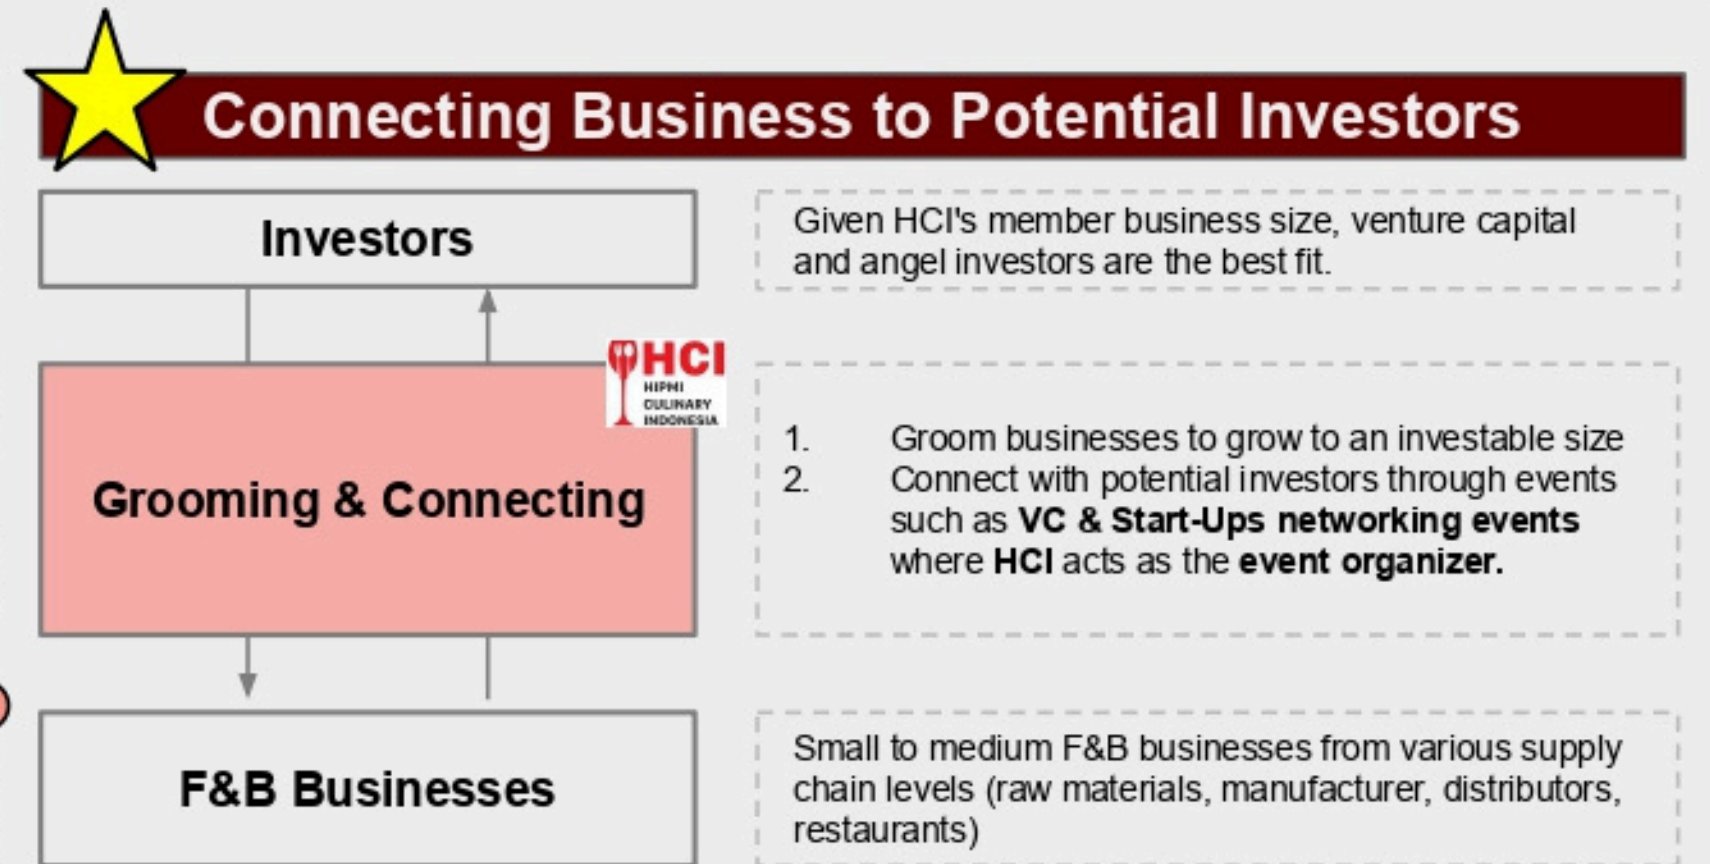 Connecting Business to Potential Investors
Investors
Given HCI's member business size, venture capital
and angel investors are the best fit.
HCI
HIPMI
CULINARY
INDONESIA
Grooming & Connecting
1. Groom businesses to grow to an investable size
2. Connect with potential investors through events
such as VC & Start-Ups networking events
where HCI acts as the event organizer.
F&B Businesses
Small to medium F&B businesses from various supply
chain levels (raw materials, manufacturer, distributors,
restaurants)